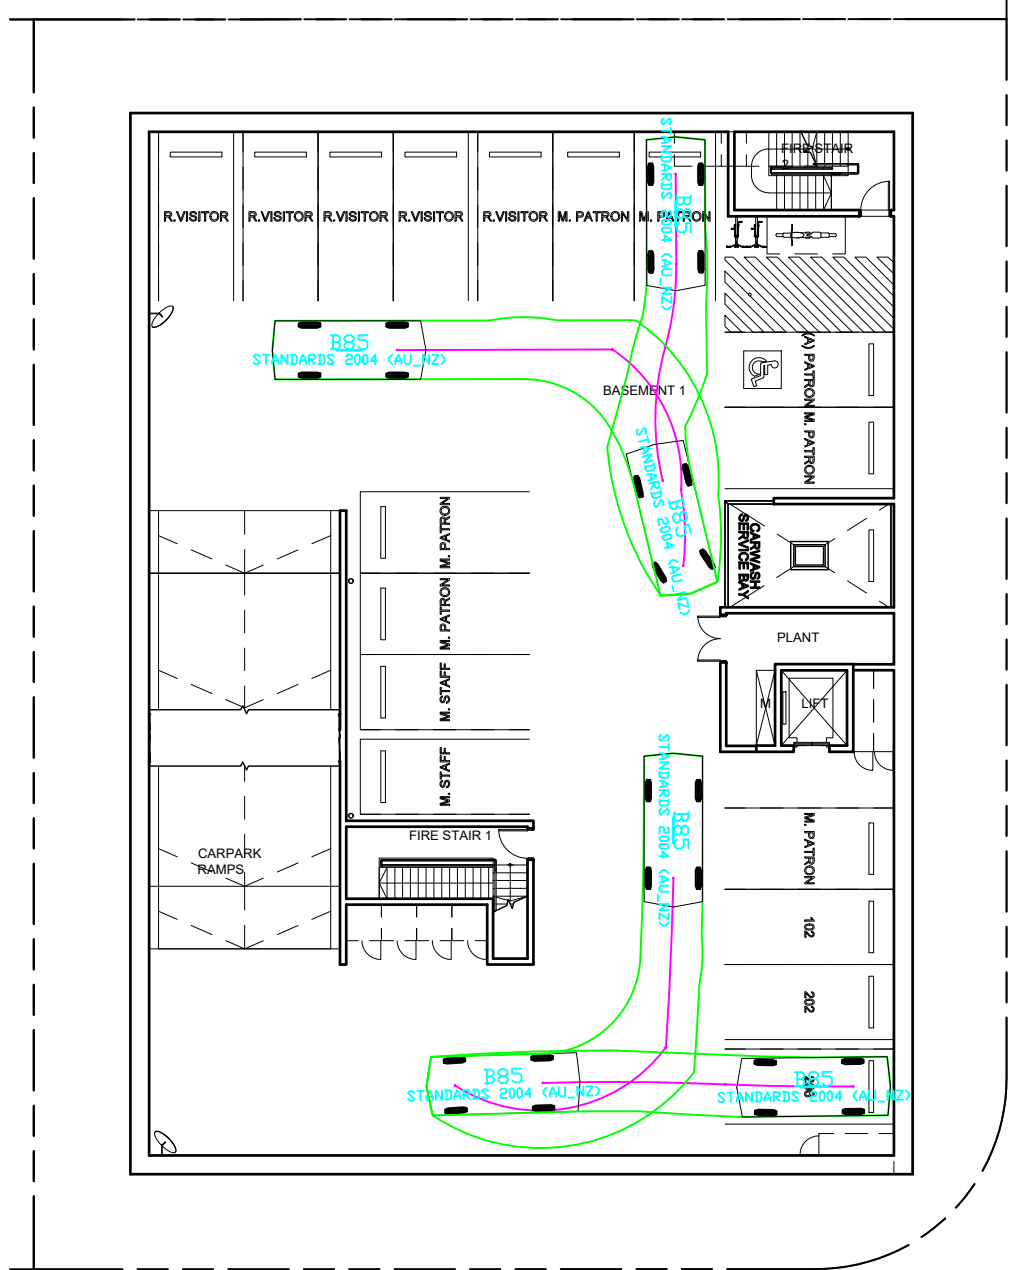 FIRE STAIR
2
R.VISITOR
R.VISITOR
R.VISITOR
R.VISITOR
R.VISITOR
M. PATRON
M. PATRON
B85
STANDARDS 2004 (AU_NZ)
B85
STANDARDS 2004 (AU_NZ)
BASEMENT 1
(A) PATRON
M. PATRON
B85
STANDARDS 2004 (AU_NZ)
CARWASH
SERVICE BAY
M. PATRON
M. PATRON
M. STAFF
M. STAFF
PLANT
M
LIFT
B85
STANDARDS 2004 (AU_NZ)
FIRE STAIR 1
CARPARK
RAMPS
M. PATRON
102
202
B85
STANDARDS 2004 (AU_NZ)
B85
STANDARDS 2004 (AU_NZ)